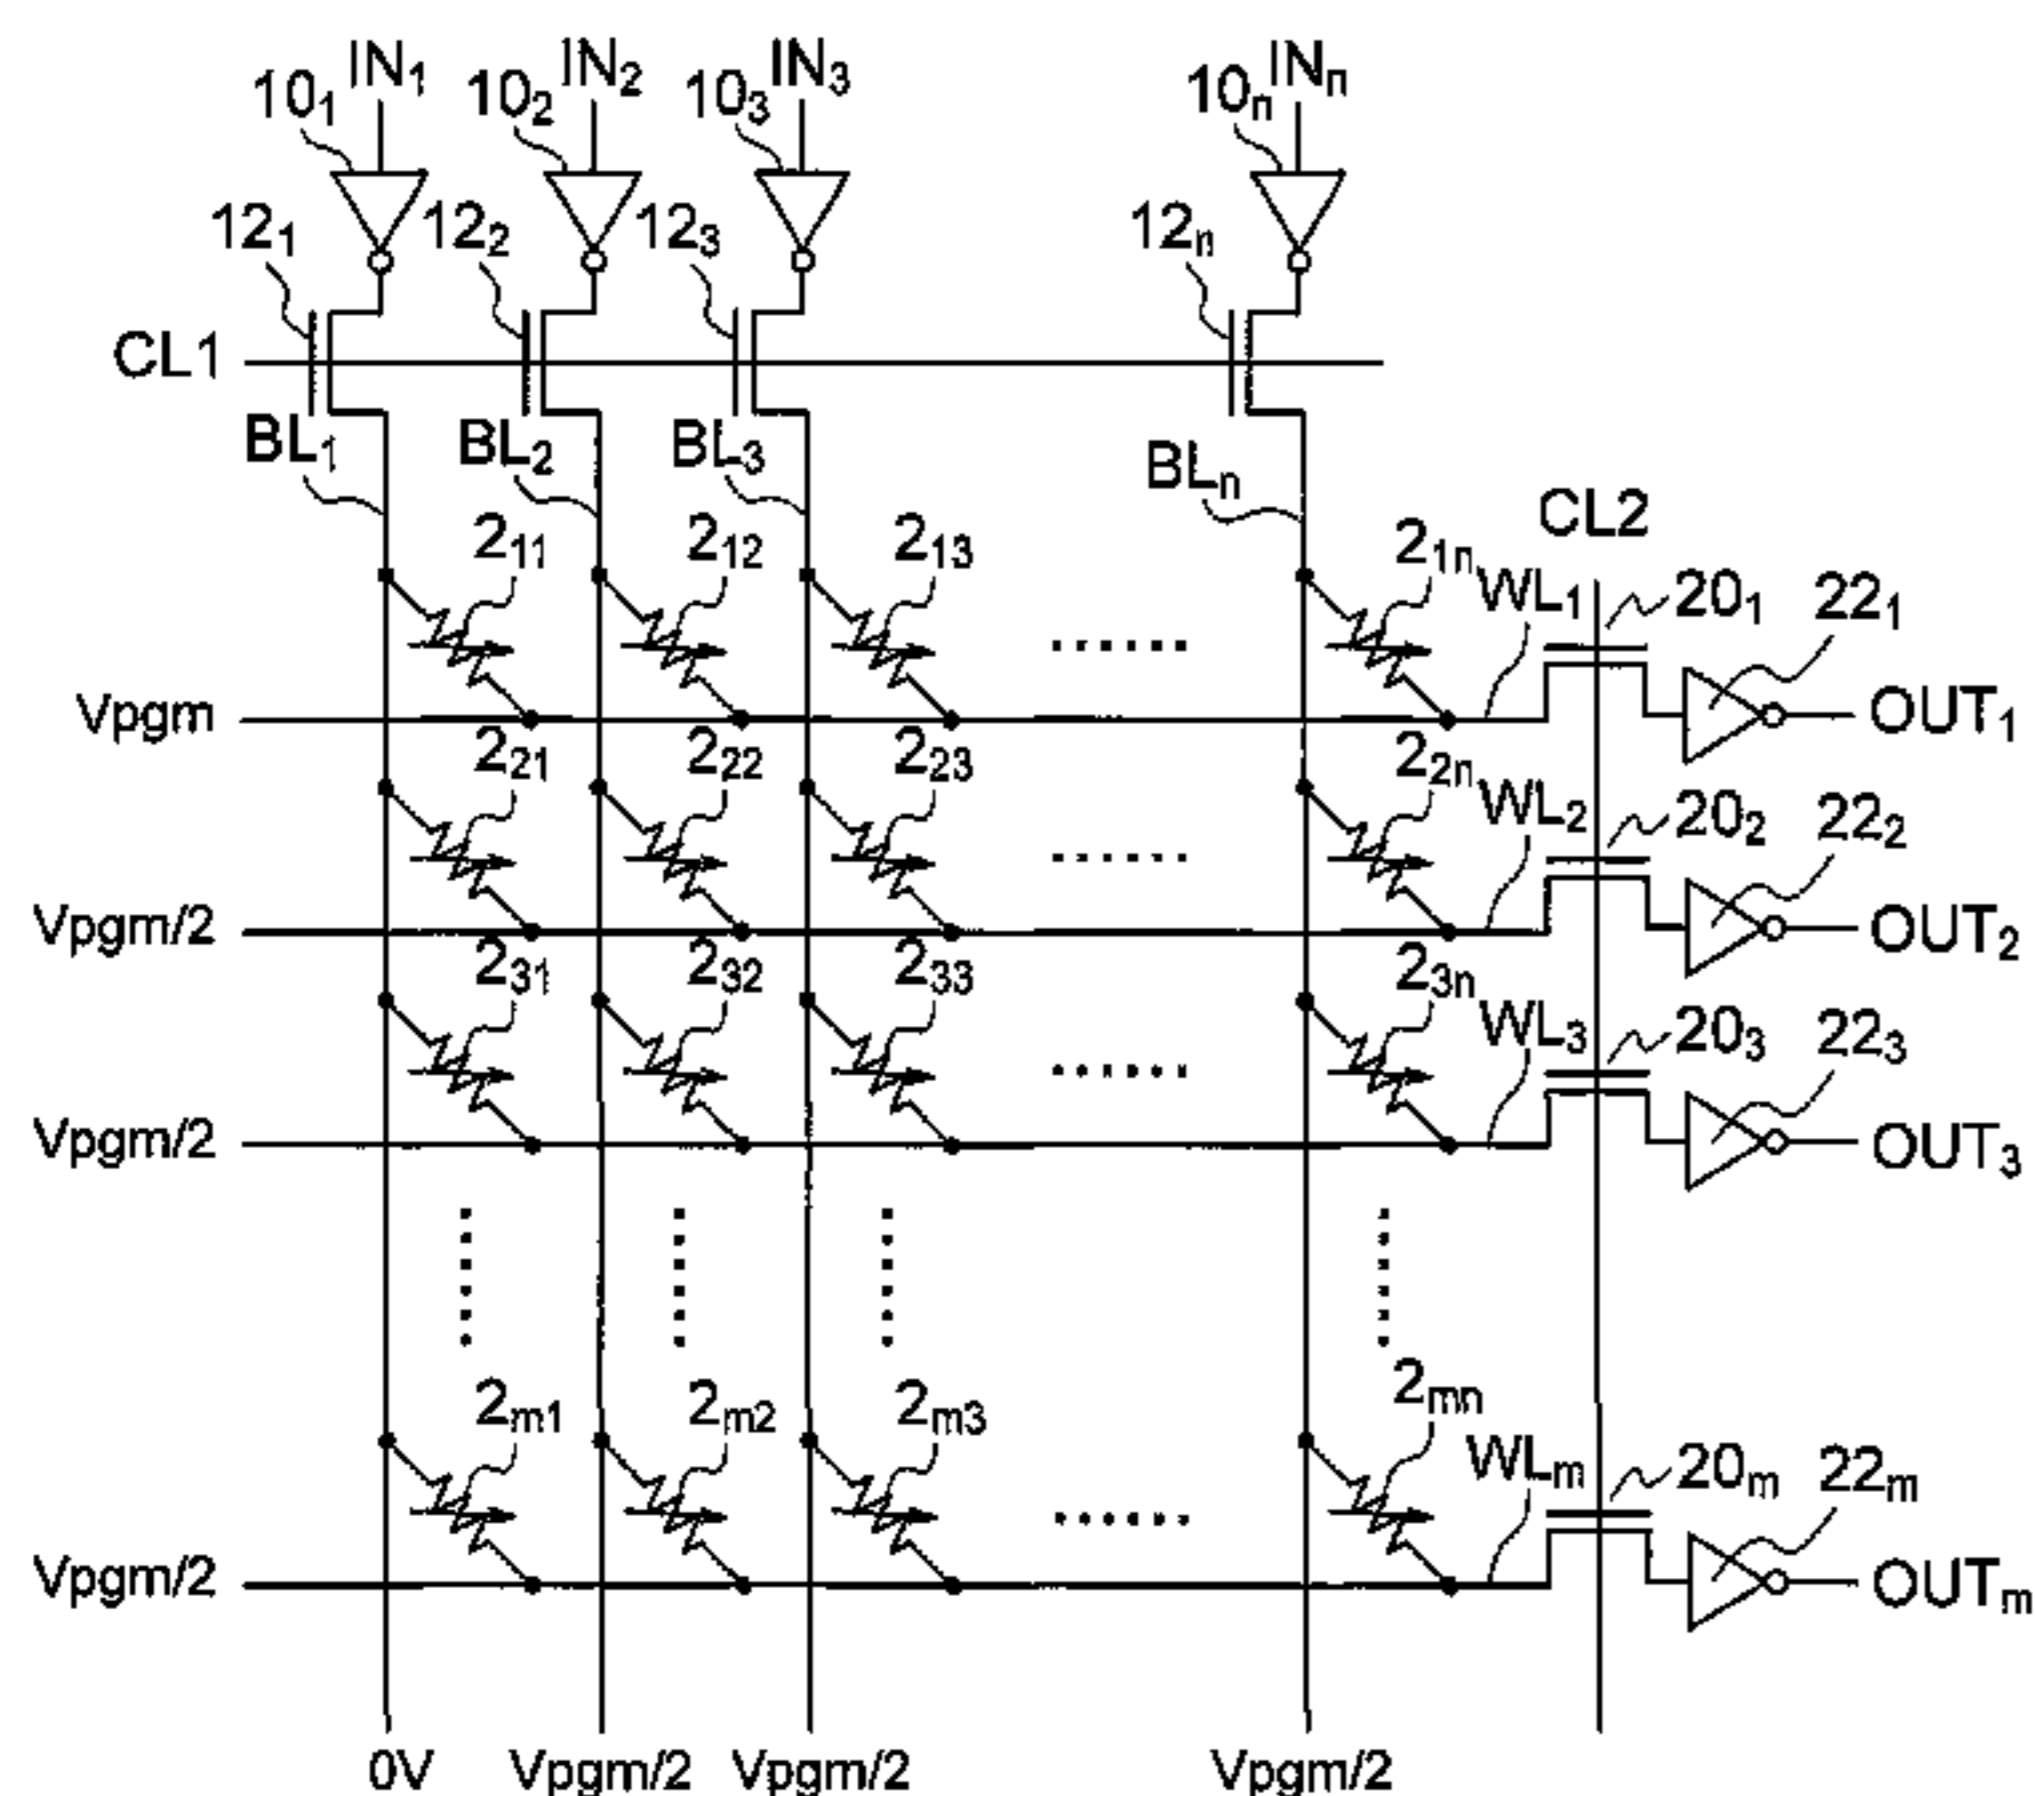 IN₁ IN₂ IN₃ INₙ
10₁ 10₂ 10₃ 10ₙ
12₁ 12₂ 12₃ 12ₙ
CL1
BL₁ BL₂ BL₃ BLₙ
CL2
2₁₁ 2₁₂ 2₁₃ 2₁ₙ WL₁ 20₁ 22₁
Vpgm OUT₁
2₂₁ 2₂₂ 2₂₃ 2₂ₙ WL₂ 20₂ 22₂
Vpgm/2 OUT₂
2₃₁ 2₃₂ 2₃₃ 2₃ₙ WL₃ 20₃ 22₃
Vpgm/2 OUT₃
2ₘ₁ 2ₘ₂ 2ₘ₃ 2ₘₙ WLₘ 20ₘ 22ₘ
Vpgm/2 OUTₘ
0V Vpgm/2 Vpgm/2 Vpgm/2